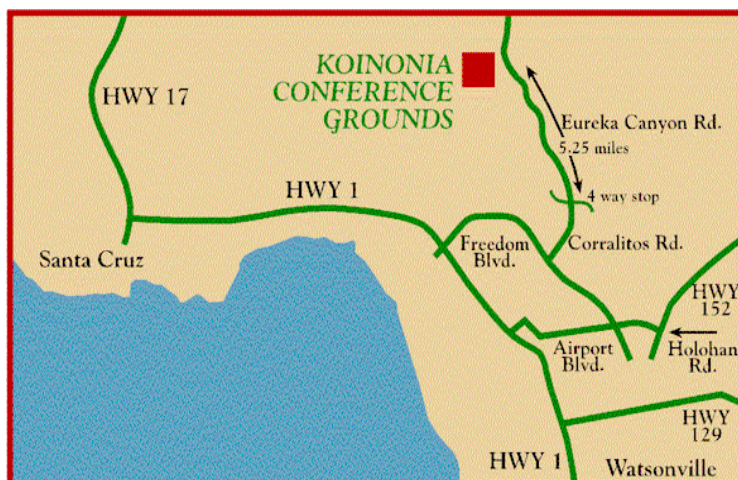 KOINONIA
CONFERENCE
GROUNDS
HWY 17
Eureka Canyon Rd.
5.25 miles
HWY 1
4 way stop
Freedom
Blvd.
Corralitos Rd.
Santa Cruz
HWY
152
Airport
Blvd.
Holohan
Rd.
HWY
129
HWY 1
Watsonville